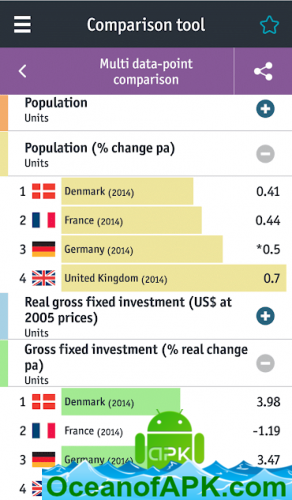 Comparison tool
Multi data-point
comparison
Population
Units
Population (% change pa)
Units
1 Denmark (2014) 0.41
2 France (2014) 0.44
3 Germany (2014) *0.5
4 United Kingdom (2014) 0.7
Real gross fixed investment (US$ at
2005 prices)
Units
Gross fixed investment (% real change
pa)
Units
1 Denmark (2014) 3.98
2 France (2014) -1.19
3 Germany (2014) 3.47
4
APK
OceanofAPK.com